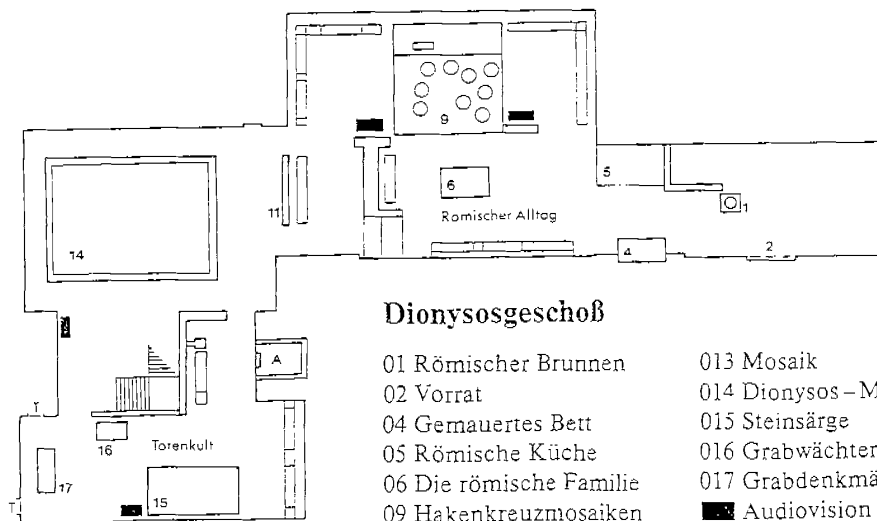 9
5
6
1
11
Romischer Alltag
14
4
2
A
T
16
Totenkult
17
15
T
Dionysosgeschoß
01 Römischer Brunnen
02 Vorrat
04 Gemauertes Bett
05 Römische Küche
06 Die römische Familie
09 Hakenkreuzmosaiken
013 Mosaik
014 Dionysos – M
015 Steinsärge
016 Grabwächter
017 Grabdenkmä
Audiovision